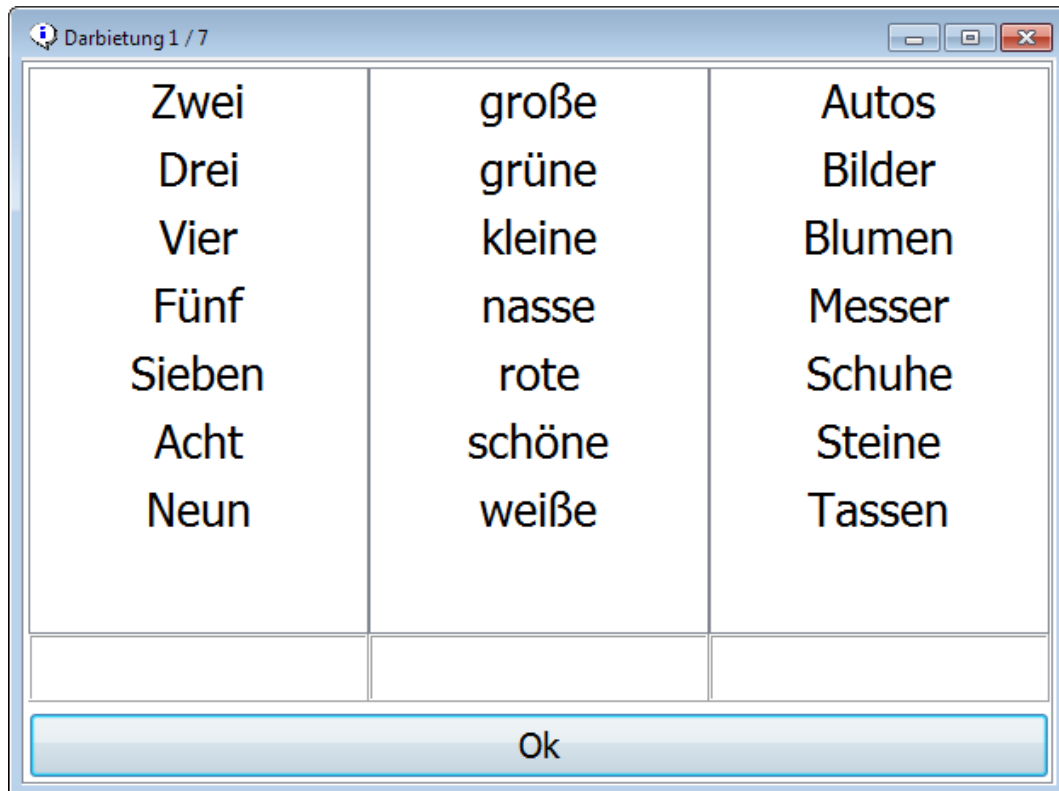 Darbietung 1 / 7
Zwei große Autos
Drei grüne Bilder
Vier kleine Blumen
Fünf nasse Messer
Sieben rote Schuhe
Acht schöne Steine
Neun weiße Tassen
Ok